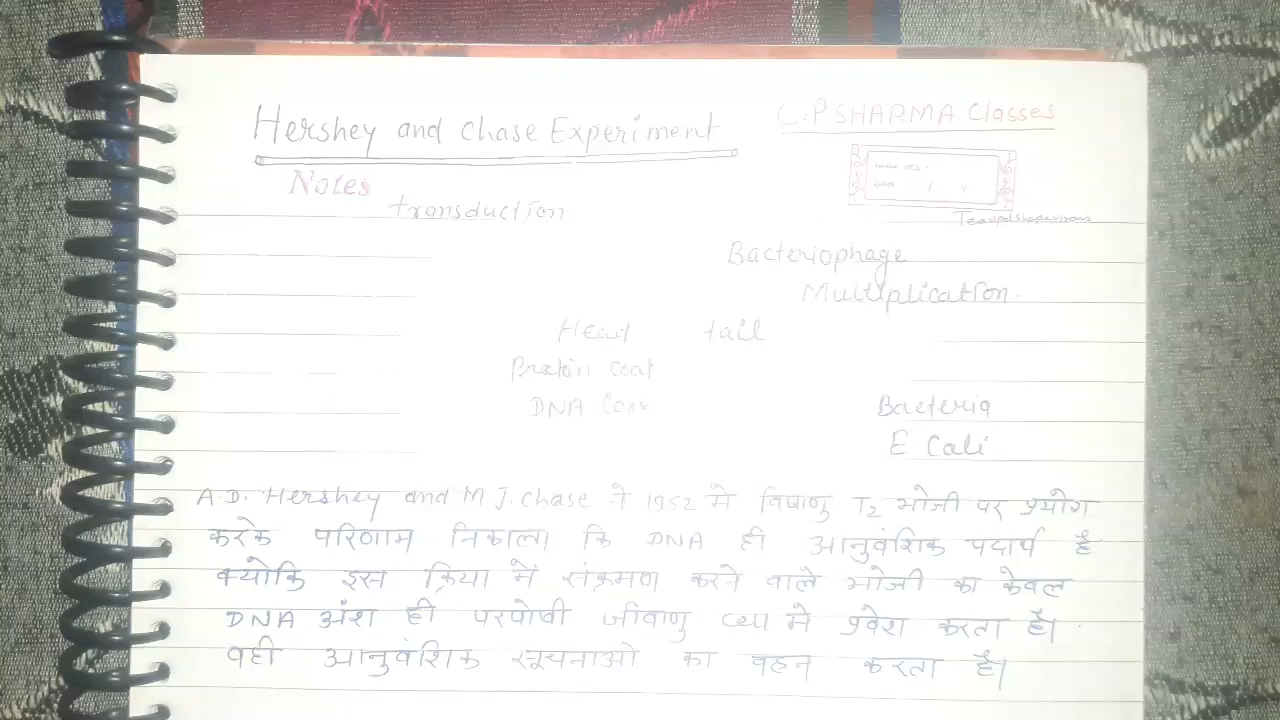 Hershey and Chase Experiment
C.P SHARMA Classes
Notes
transduction
Bacteriophage
Multiplication.
Head tail
Protein coat
DNA Core
Bacteria
E. Cali
A.D. Hershey and M J. Chase ने 1952 मे विषाणु T2 भोजी पर प्रयोग
करके परिणाम निकाला कि DNA ही आनुवंशिक पदार्थ है
क्योकि इस क्रिया में संक्रमण करने वाले भोजी का केवल
DNA अंश ही परपोषी जीवाणु Cell मे प्रवेश करता है।
वही आनुवंशिक सूचनाओ का वहन करता है।